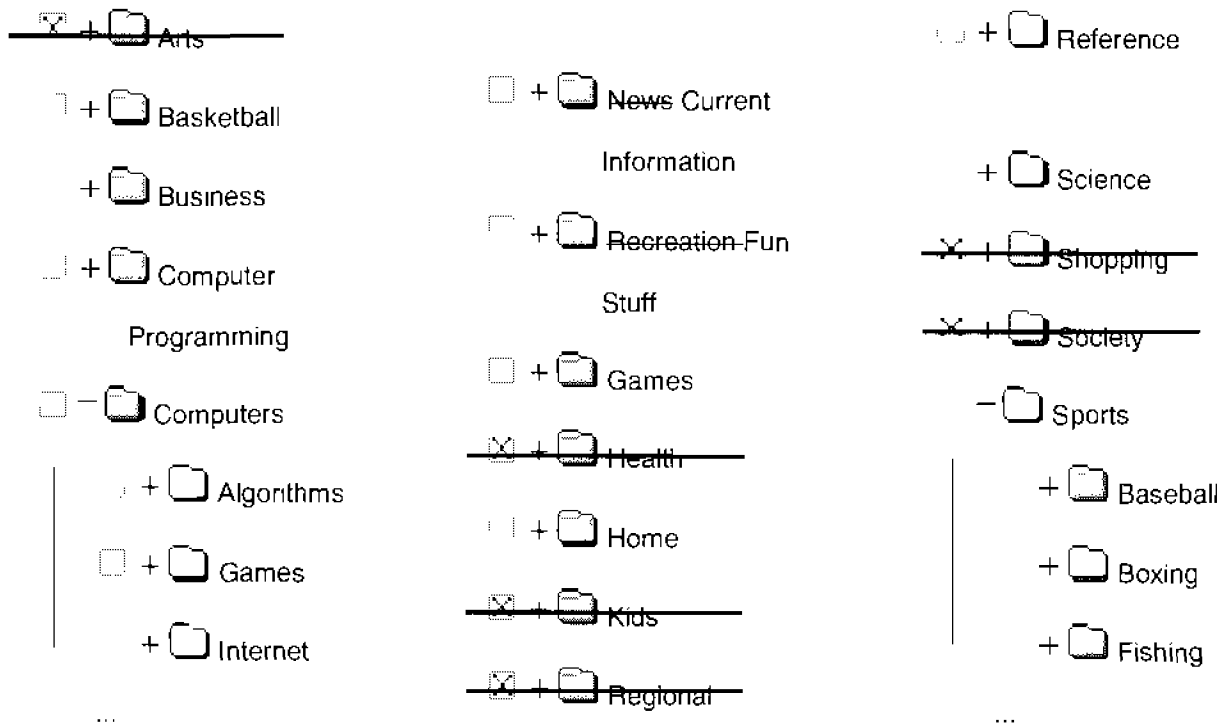 + Arts
+ Basketball
+ Business
+ Computer
Programming
− Computers
+ Algorithms
+ Games
+ Internet
...
+ News Current
Information
+ Recreation Fun
Stuff
+ Games
+ Health
+ Home
+ Kids
+ Regional
+ Reference
+ Science
+ Shopping
+ Society
− Sports
+ Baseball
+ Boxing
+ Fishing
...